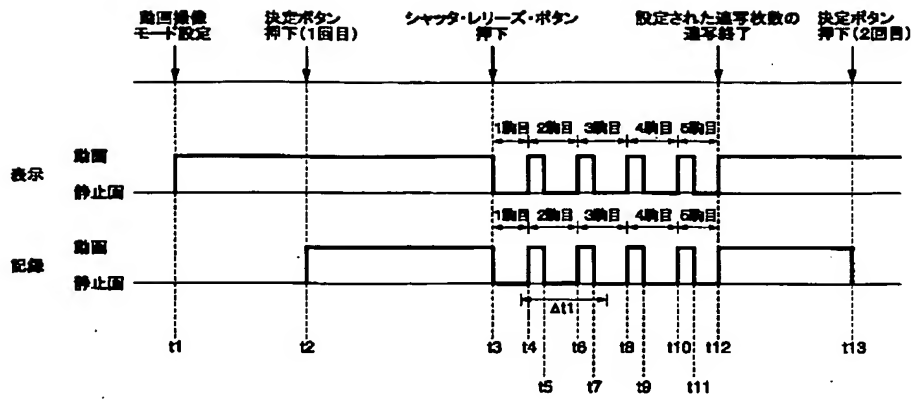 動画撮像
モード設定
決定ボタン
押下(1回目)
シャッタ・レリーズ・ボタン
押下
設定された連写枚数の
連写終了
決定ボタン
押下(2回目)
1駒目 2駒目 3駒目 4駒目 5駒目
表示
動画
静止画
1駒目 2駒目 3駒目 4駒目 5駒目
記録
動画
静止画
Δt1
t1 t2 t3 t4 t6 t8 t10 t12 t13
t5 t7 t9 t11